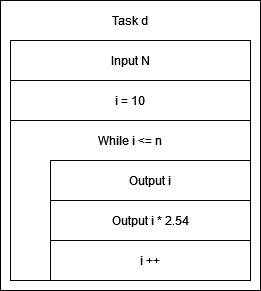 Task d
Input N
i = 10
While i <= n
Output i
Output i * 2.54
i ++